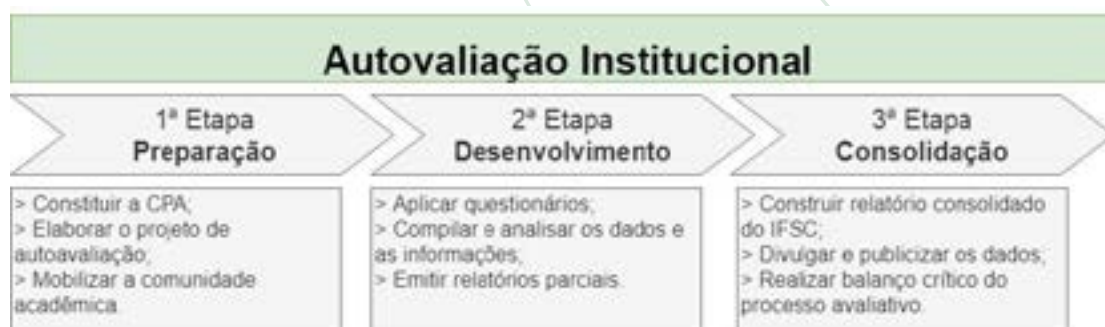 Autovaliação Institucional
1ª Etapa
Preparação
2ª Etapa
Desenvolvimento
3ª Etapa
Consolidação
> Constituir a CPA;
> Elaborar o projeto de
autoavaliação;
> Mobilizar a comunidade
acadêmica.
> Aplicar questionários;
> Compilar e analisar os dados e
as informações;
> Emitir relatórios parciais.
> Construir relatório consolidado
do IFSC;
> Divulgar e publicizar os dados;
> Realizar balanço crítico do
processo avaliativo.